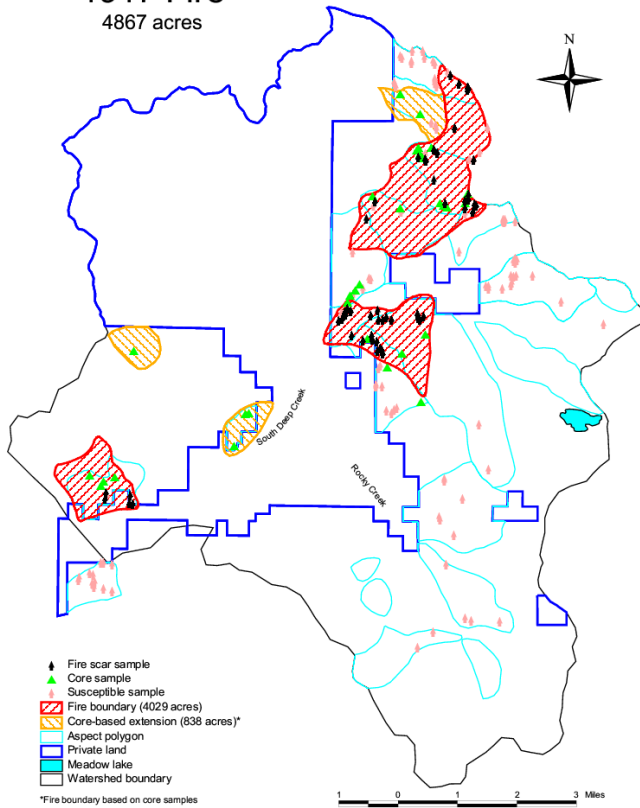 4867 acres
N
South Deep Creek
Rocky Creek
Fire scar sample
Core sample
Susceptible sample
Fire boundary (4029 acres)
Core-based extension (838 acres)*
Aspect polygon
Private land
Meadow lake
Watershed boundary
*Fire boundary based on core samples
1 0 1 2 3 Miles